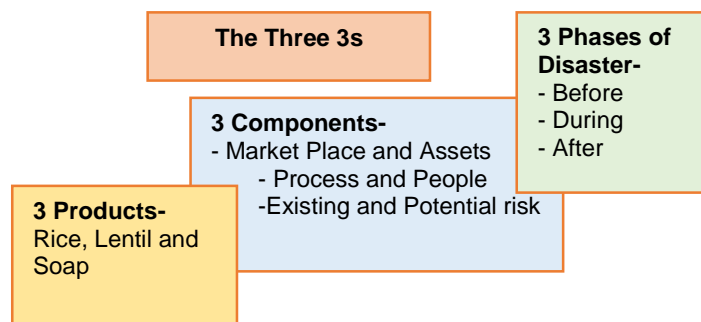 The Three 3s
3 Phases of
Disaster-
- Before
- During
- After
3 Components-
- Market Place and Assets
- Process and People
-Existing and Potential risk
3 Products-
Rice, Lentil and
Soap